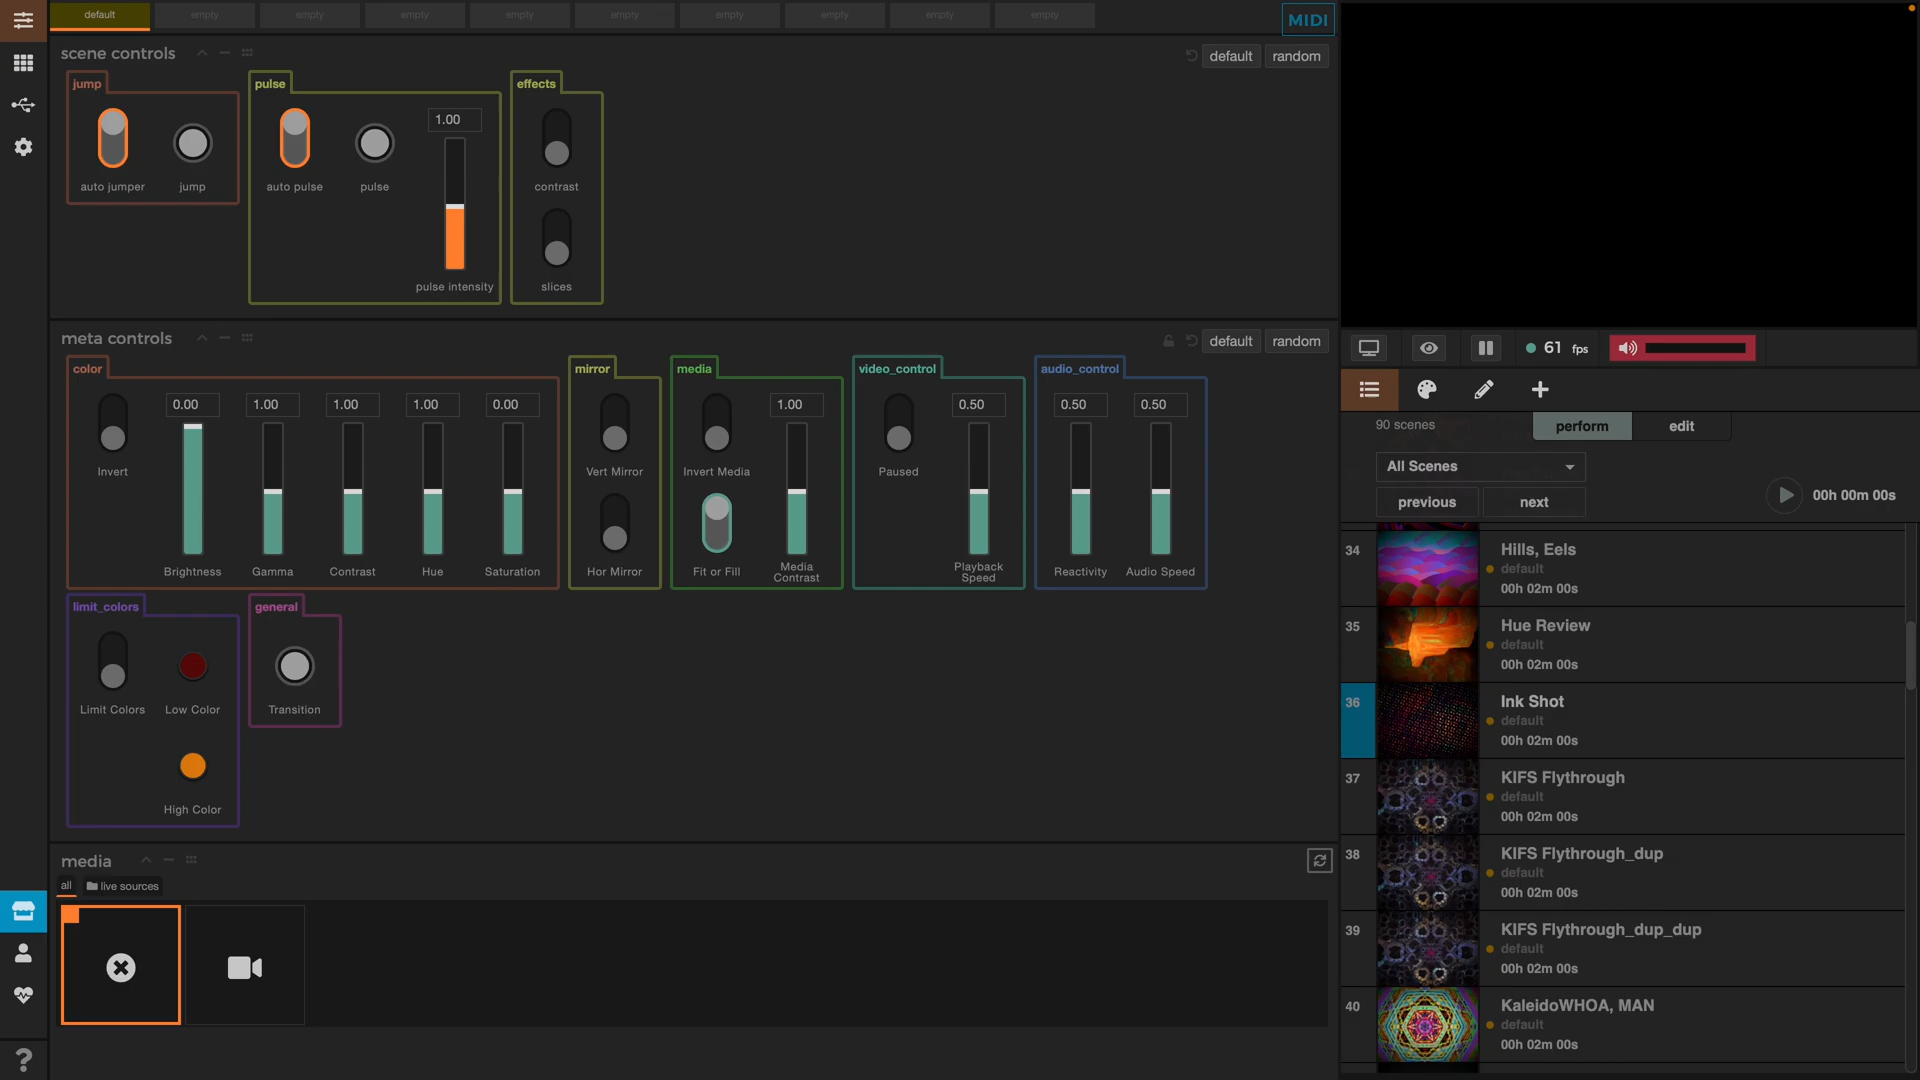 default empty empty empty empty empty empty empty empty empty MIDI
scene controls default random
jump pulse effects
1.00
auto jumper jump auto pulse pulse contrast
pulse intensity slices
meta controls default random
color mirror media video_control audio_control
0.00 1.00 1.00 1.00 0.00 1.00 0.50 0.50 0.50
Invert Vert Mirror Invert Media Paused
Brightness Gamma Contrast Hue Saturation Hor Mirror Fit or Fill Media Contrast Playback Speed Reactivity Audio Speed
limit_colors general
Limit Colors Low Color Transition
High Color
media
all live sources
?
61 fps
90 scenes perform edit
All Scenes
previous next 00h 00m 00s
34 Hills, Eels
default
00h 02m 00s
35 Hue Review
default
00h 02m 00s
36 Ink Shot
default
00h 02m 00s
37 KIFS Flythrough
default
00h 02m 00s
38 KIFS Flythrough_dup
default
00h 02m 00s
39 KIFS Flythrough_dup_dup
default
00h 02m 00s
40 KaleidoWHOA, MAN
default
00h 02m 00s